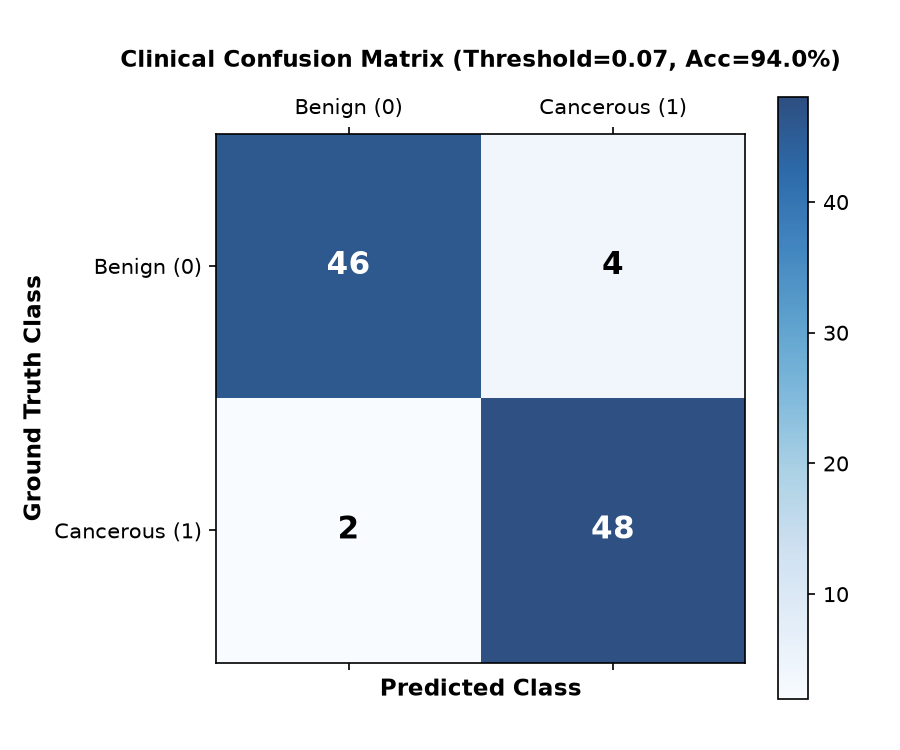 Clinical Confusion Matrix (Threshold=0.07, Acc=94.0%)
Benign (0) Cancerous (1)
Ground Truth Class
Benign (0) 46 4
Cancerous (1) 2 48
Predicted Class
40
30
20
10